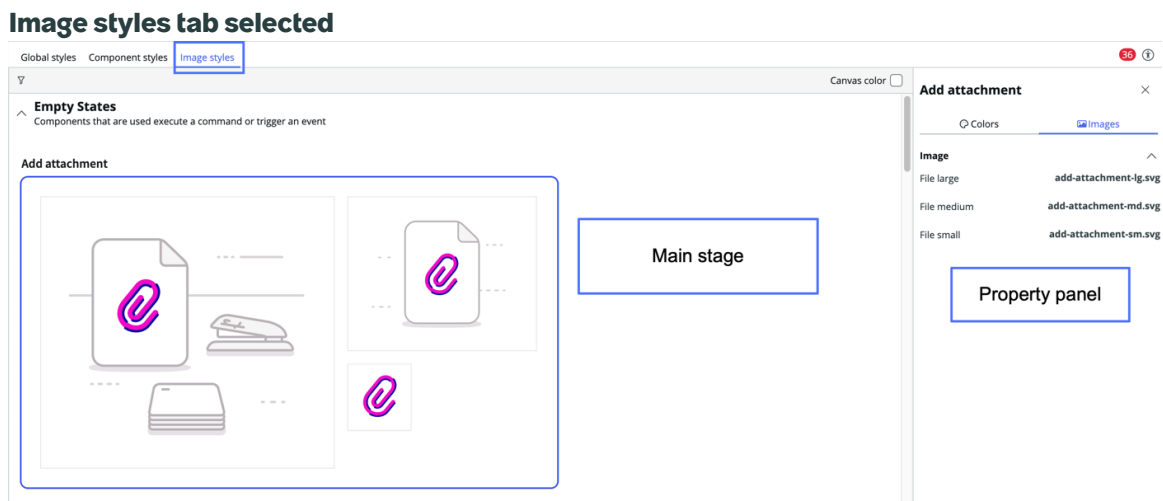 Image styles tab selected
Global styles Component styles Image styles
36
Canvas color
Empty States
Components that are used execute a command or trigger an event
Add attachment
Main stage
Add attachment
Colors Images
Image
File large add-attachment-lg.svg
File medium add-attachment-md.svg
File small add-attachment-sm.svg
Property panel